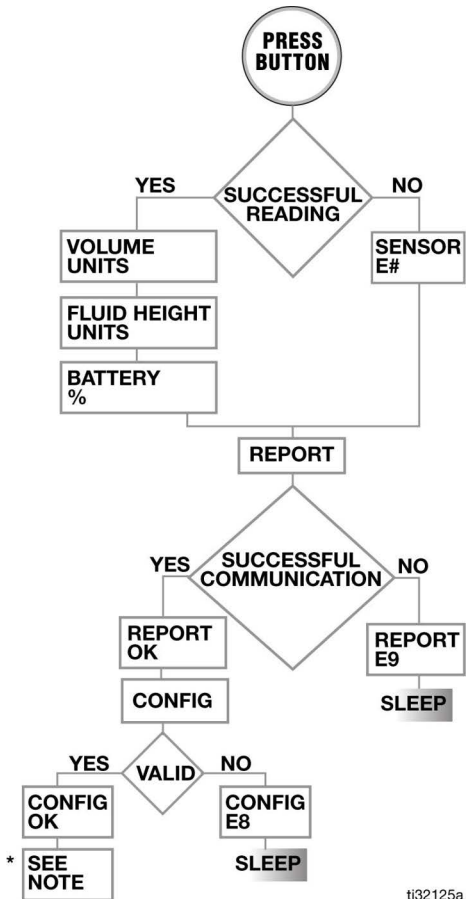 PRESS
BUTTON
YES
NO
SUCCESSFUL
READING
VOLUME
UNITS
SENSOR
E#
FLUID HEIGHT
UNITS
BATTERY
%
REPORT
YES
SUCCESSFUL
COMMUNICATION
NO
REPORT
OK
REPORT
E9
CONFIG
SLEEP
YES
VALID
NO
CONFIG
OK
CONFIG
E8
* SEE
NOTE
SLEEP
ti32125a